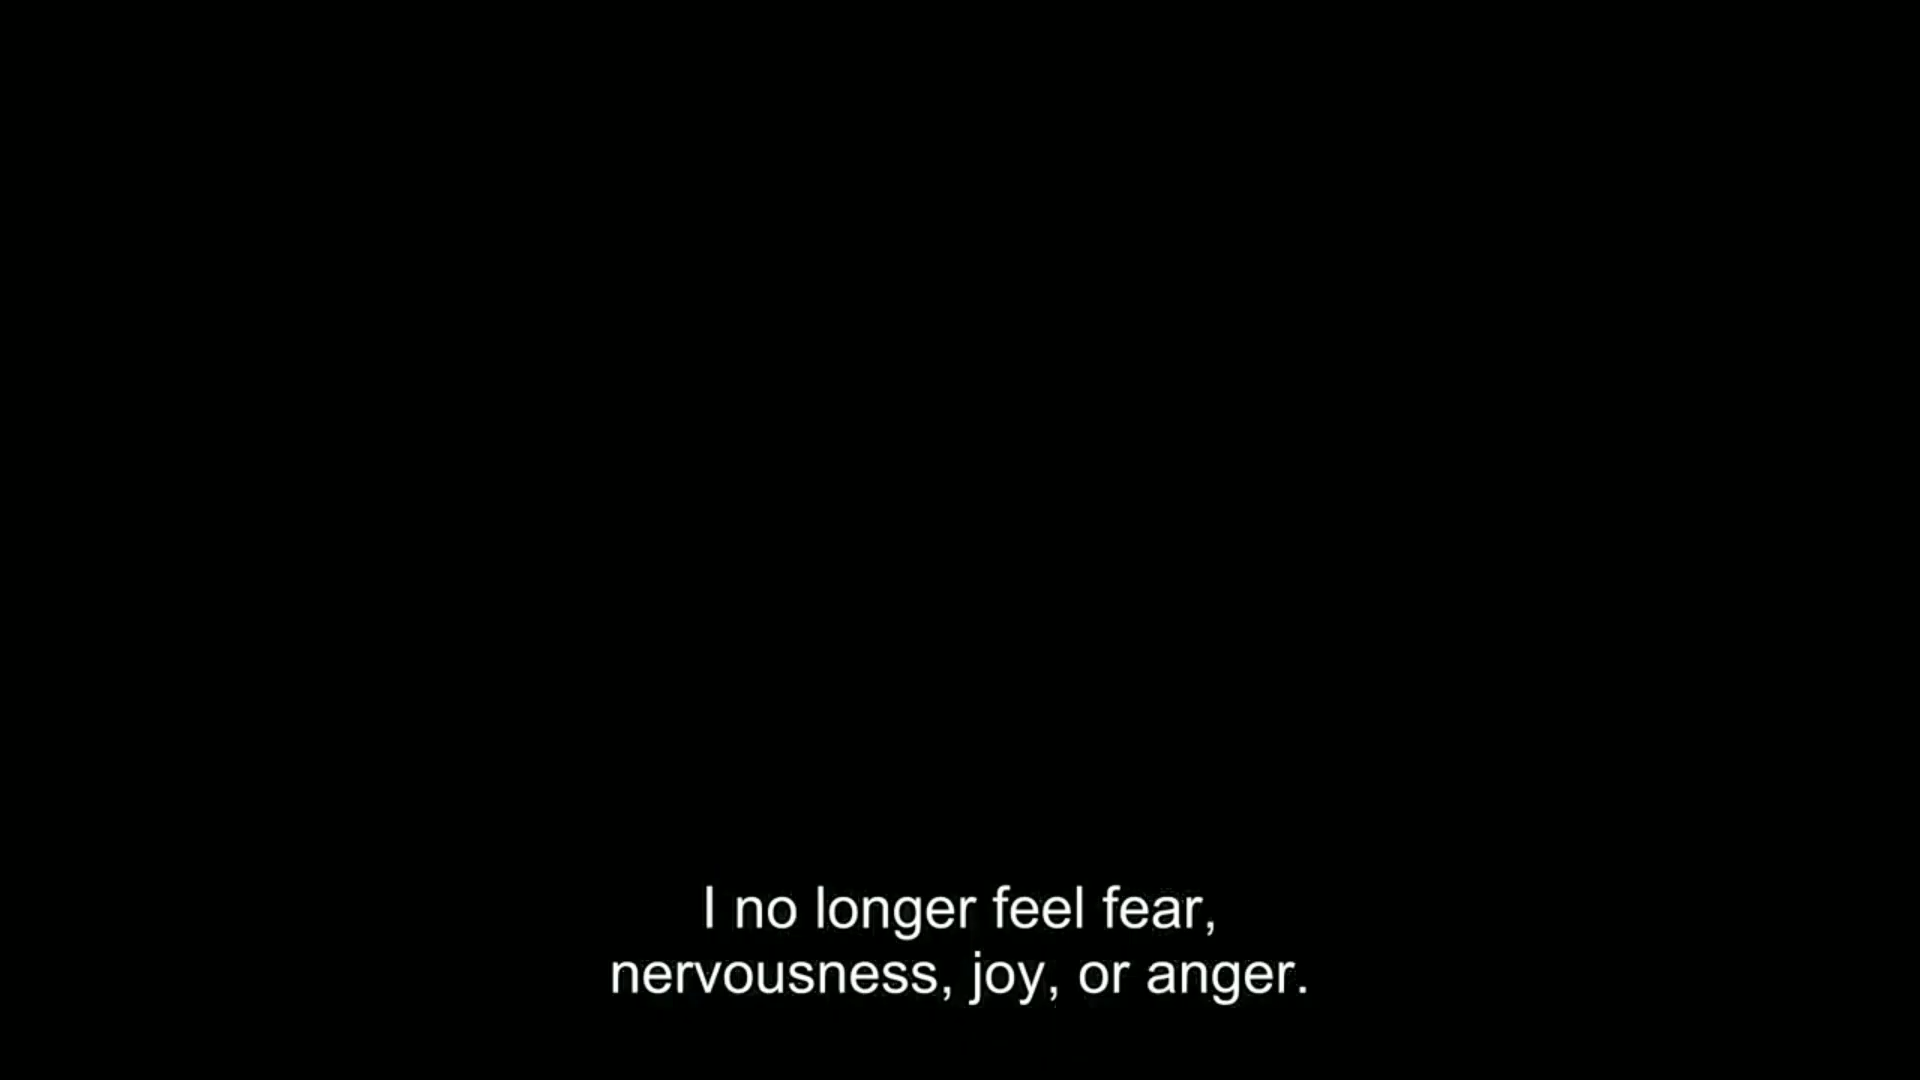 I no longer feel fear,
nervousness, joy, or anger.